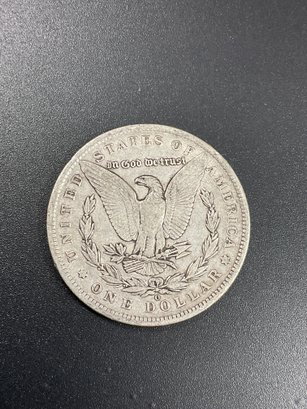 UNITED STATES OF AMERICA
In God we trust
O
ONE DOLLAR